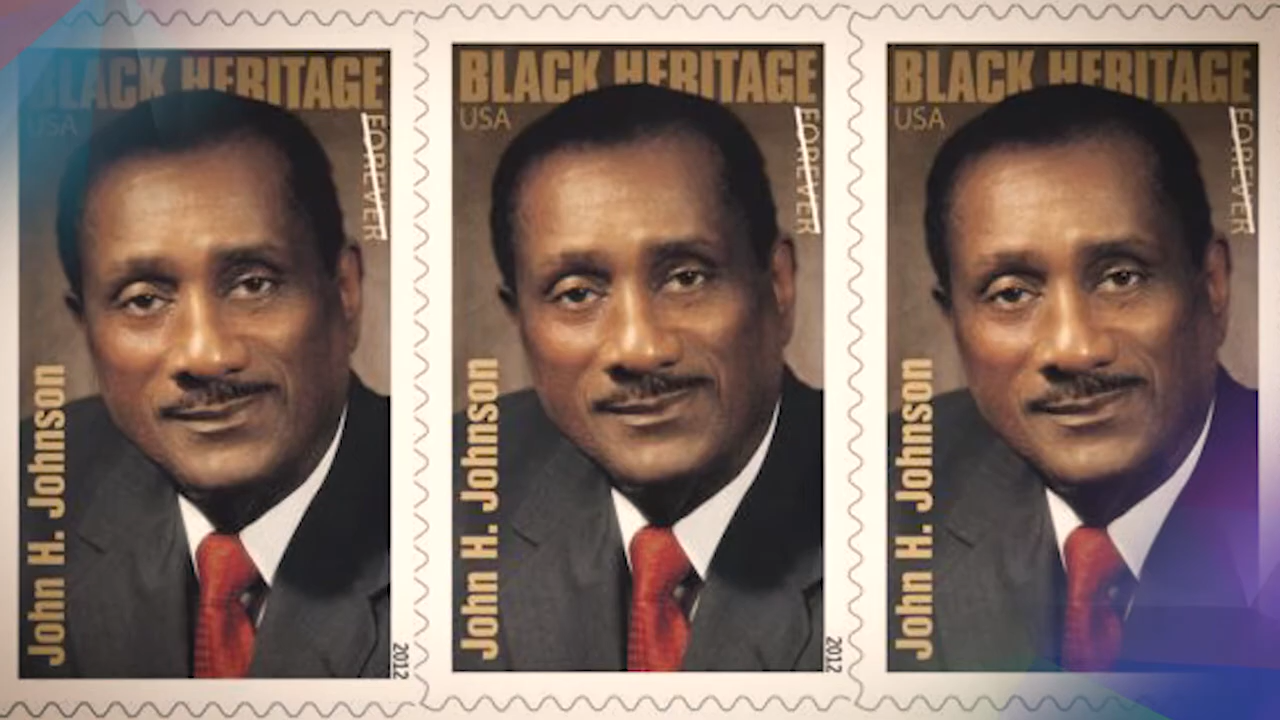 BLACK HERITAGE
USA
FOREVER
John H. Johnson
2012
BLACK HERITAGE
USA
FOREVER
John H. Johnson
2012
BLACK HERITAGE
USA
FOREVER
John H. Johnson